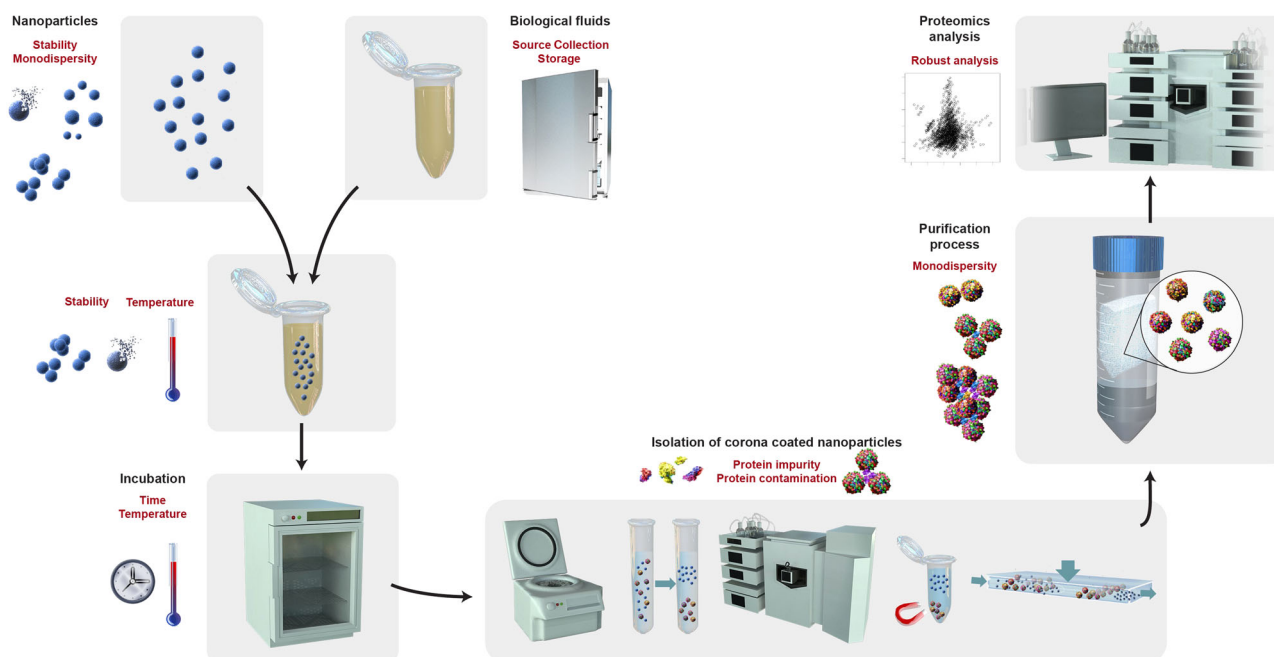 Nanoparticles
Stability
Monodispersity
Biological fluids
Source Collection
Storage
Proteomics
analysis
Robust analysis
Purification
process
Monodispersity
Stability
Temperature
Isolation of corona coated nanoparticles
Protein impurity
Protein contamination
Incubation
Time
Temperature